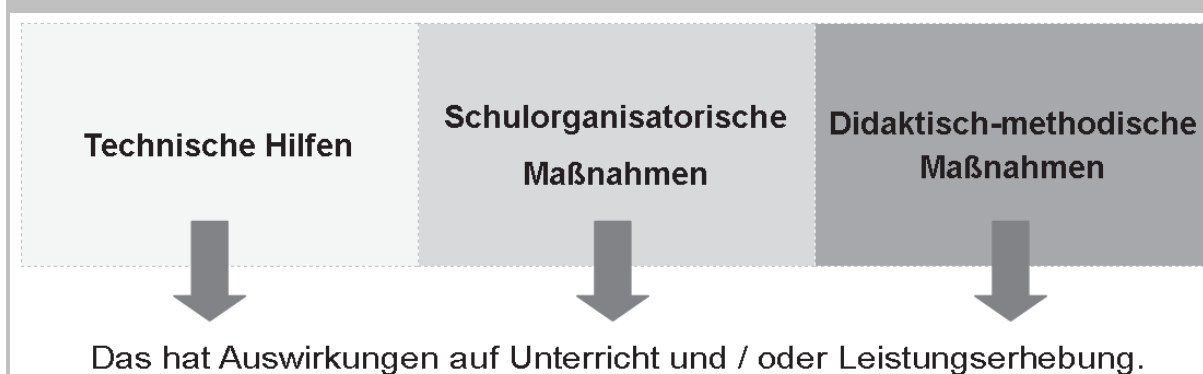 Technische Hilfen
Schulorganisatorische
Maßnahmen
Didaktisch-methodische
Maßnahmen
Das hat Auswirkungen auf Unterricht und / oder Leistungserhebung.